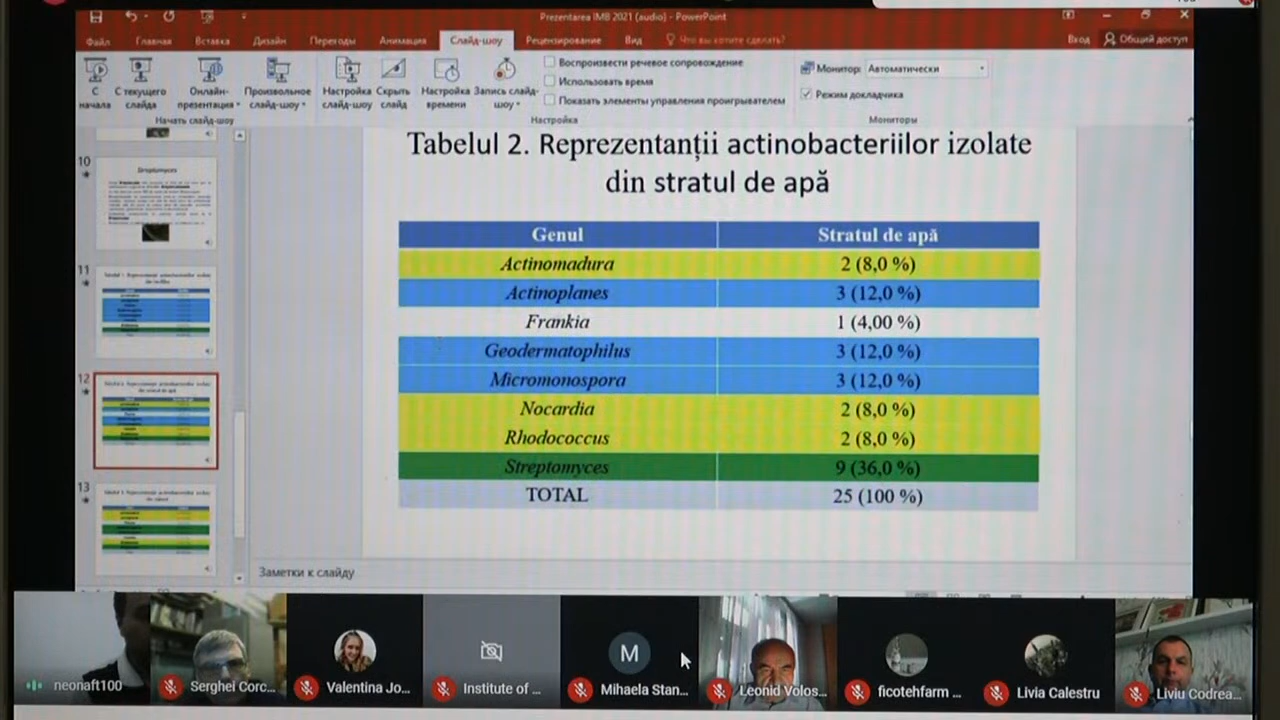 Prezentarea IMB 2021 (audio) - PowerPoint
Файл Главная Вставка Дизайн Переходы Анимация Слайд-шоу Рецензирование Вид Что вы хотите сделать? Вход Общий доступ
С начала
С текущего слайда
Онлайн-презентация
Произвольное слайд-шоу
Начать слайд-шоу
Настройка слайд-шоу
Скрыть слайд
Настройка времени
Запись слайд-шоу
Воспроизвести речевое сопровождение
Использовать время
Показать элементы управления проигрывателем
Настройка
Монитор: Автоматически
Режим докладчика
Мониторы
10
Streptomyces
11
12
13
Tabelul 2. Reprezentanții actinobacteriilor izolate
din stratul de apă
Genul Stratul de apă
Actinomadura 2 (8,0 %)
Actinoplanes 3 (12,0 %)
Frankia 1 (4,00 %)
Geodermatophilus 3 (12,0 %)
Micromonospora 3 (12,0 %)
Nocardia 2 (8,0 %)
Rhodococcus 2 (8,0 %)
Streptomyces 9 (36,0 %)
TOTAL 25 (100 %)
Заметки к слайду
M
neonaft100 Serghei Corc... Valentina Jo... Institute of ... Mihaela Stan... Leonid Volos... ficotehfarm ... Livia Calestru Liviu Codrea...